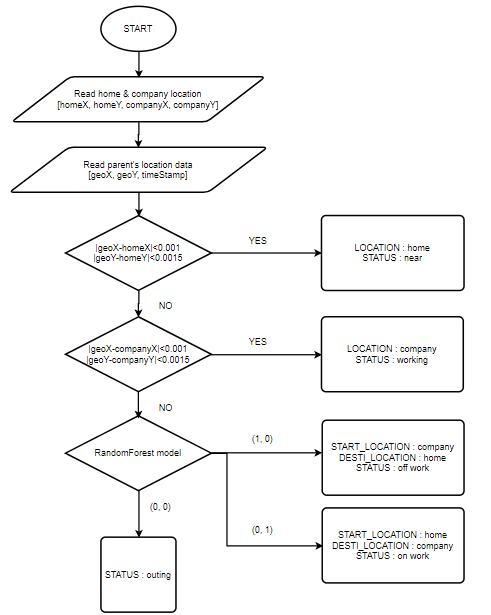 START
Read home & company location
[homeX, homeY, companyX, companyY]
Read parent's location data
[geoX, geoY, timeStamp]
|geoX-homeX|<0.001
|geoY-homeY|<0.0015
YES
LOCATION : home
STATUS : near
NO
|geoX-companyX|<0.001
|geoY-companyY|<0.0015
YES
LOCATION : company
STATUS : working
NO
RandomForest model
(1, 0)
START_LOCATION : company
DESTI_LOCATION : home
STATUS : off work
(0, 1)
START_LOCATION : home
DESTI_LOCATION : company
STATUS : on work
(0, 0)
STATUS : outing